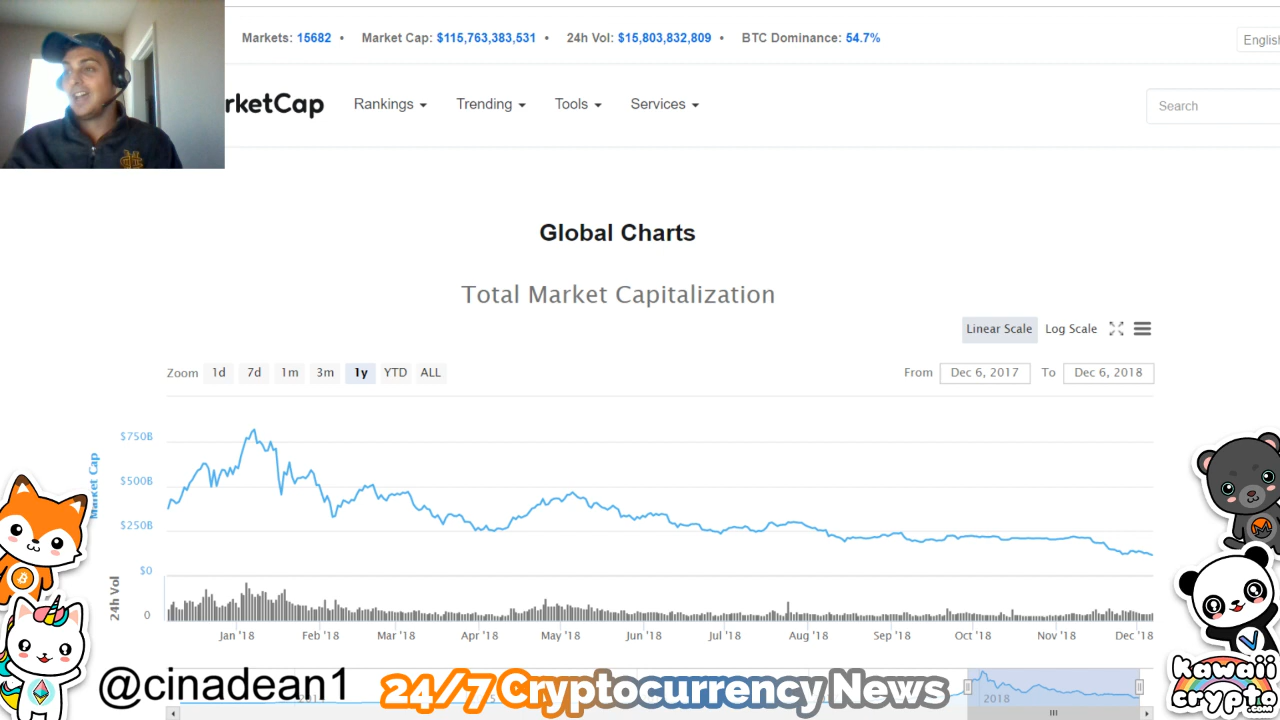 Markets: 15682 • Market Cap: $115,763,383,531 • 24h Vol: $15,803,832,809 • BTC Dominance: 54.7%
English
rketCap Rankings Trending Tools Services Search
Global Charts
Total Market Capitalization
Linear Scale Log Scale
Zoom 1d 7d 1m 3m 1y YTD ALL From Dec 6, 2017 To Dec 6, 2018
Market Cap
$750B
$500B
$250B
$0
24h Vol
0
Jan '18 Feb '18 Mar '18 Apr '18 May '18 Jun '18 Jul '18 Aug '18 Sep '18 Oct '18 Nov '18 Dec '18
2018
@cinadean1
24/7 Cryptocurrency News
kawaii
crypto
.com